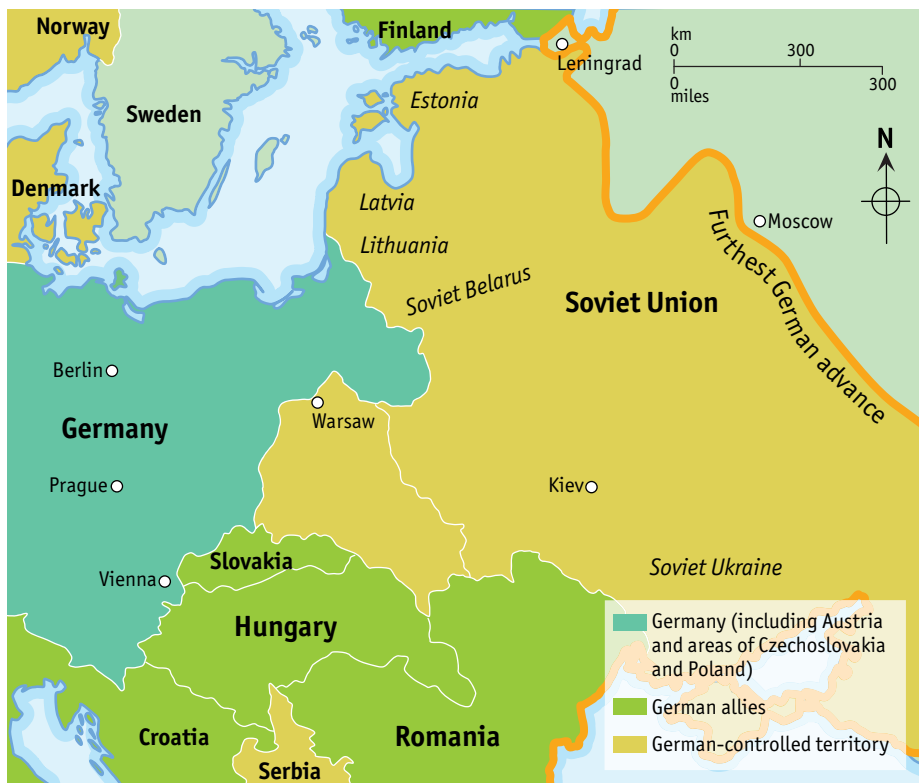 Norway
Finland
km
0 300
0 300
miles
Leningrad
Estonia
Sweden
N
Denmark
Latvia
Moscow
Lithuania
Furthest German advance
Soviet Belarus
Soviet Union
Berlin
Warsaw
Germany
Prague
Kiev
Slovakia
Vienna
Soviet Ukraine
Hungary
Germany (including Austria
and areas of Czechoslovakia
and Poland)
German allies
German-controlled territory
Croatia
Romania
Serbia